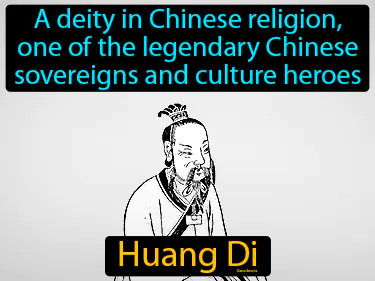 A deity in Chinese religion,
one of the legendary Chinese
sovereigns and culture heroes
Huang Di